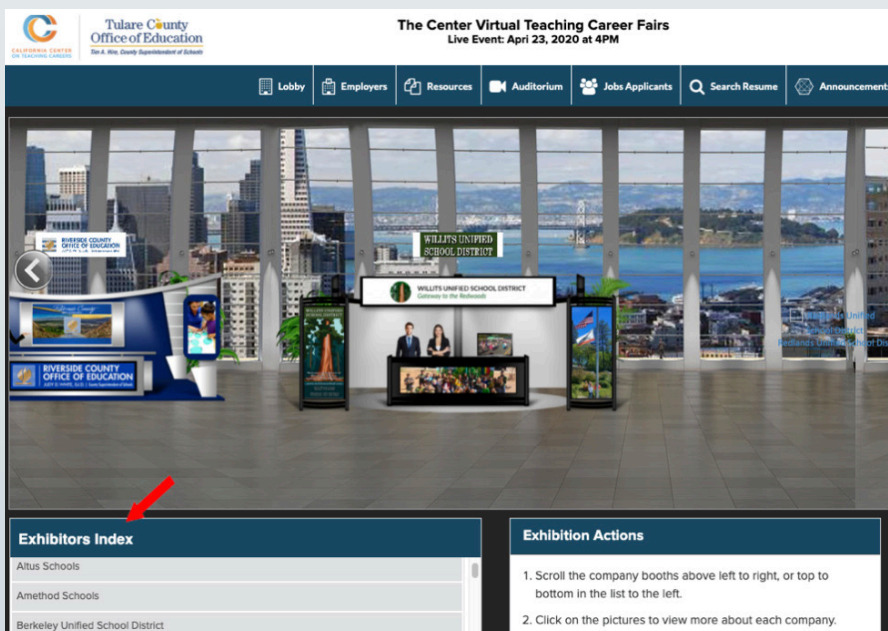 CALIFORNIA CENTER
ON TEACHING CAREERS
Tulare County
Office of Education
Tim A. Hire, County Superintendent of Schools
The Center Virtual Teaching Career Fairs
Live Event: Apri 23, 2020 at 4PM
Lobby
Employers
Resources
Auditorium
Jobs Applicants
Search Resume
Announcement
RIVERSIDE COUNTY
OFFICE OF EDUCATION
WILLITS UNIFIED
SCHOOL DISTRICT
WILLITS UNIFIED SCHOOL DISTRICT
Gateway to the Redwoods
RIVERSIDE COUNTY
OFFICE OF EDUCATION
Unified
School District
Redlands Unified School Dis
Exhibitors Index
Altus Schools
Amethod Schools
Berkeley Unified School District
Exhibition Actions
1. Scroll the company booths above left to right, or top to
bottom in the list to the left.
2. Click on the pictures to view more about each company.